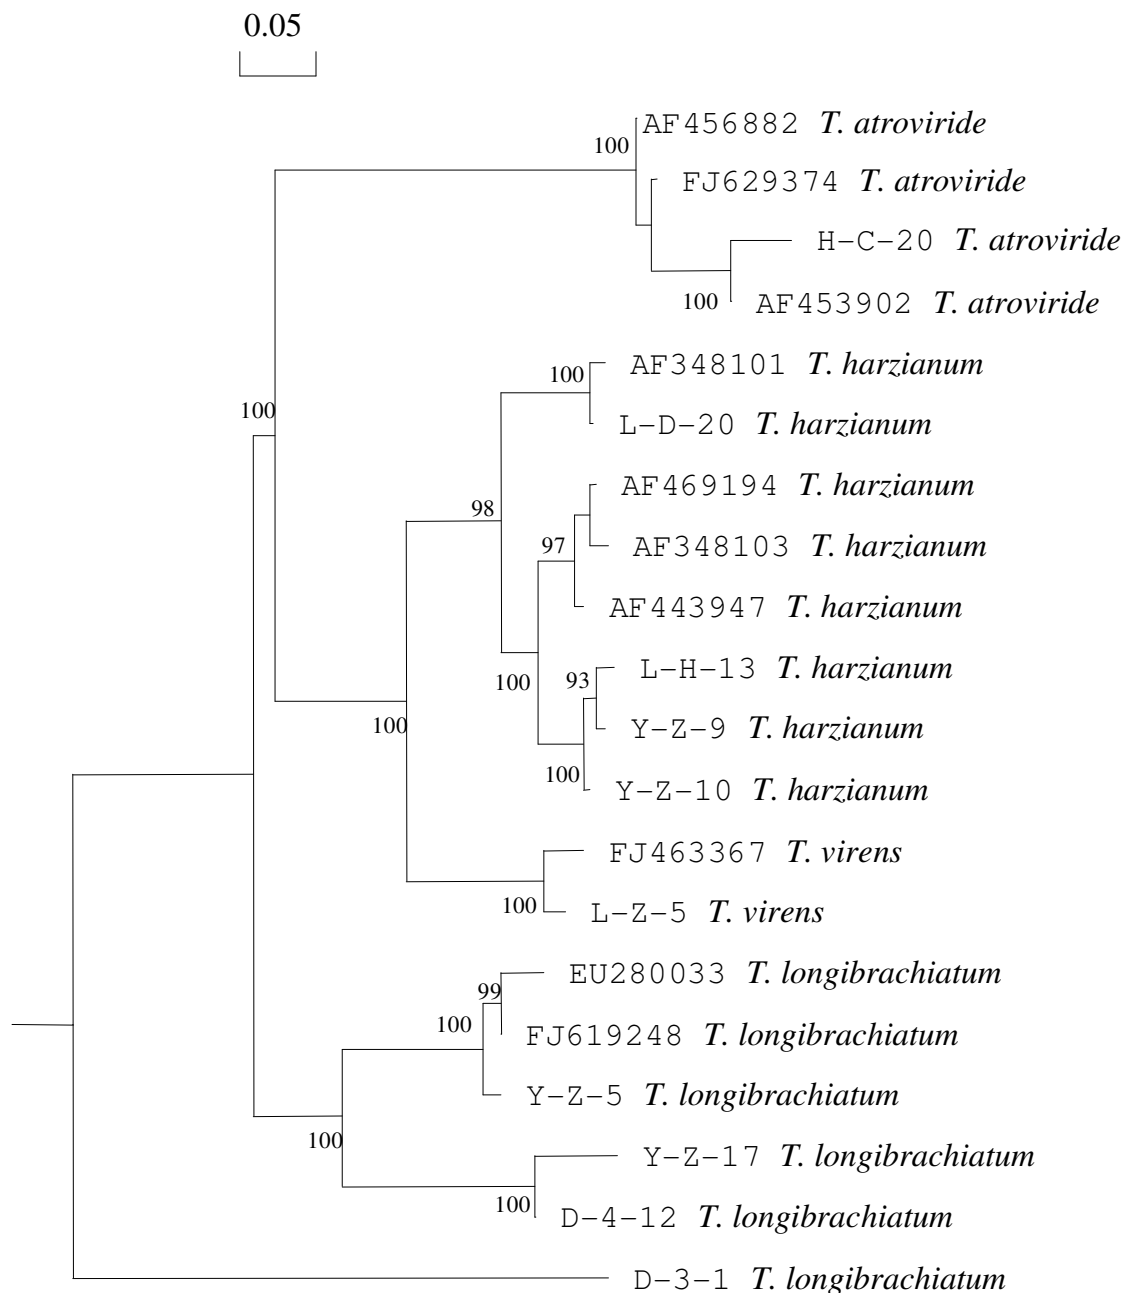 0.05
AF456882 T. atroviride
100
FJ629374 T. atroviride
H-C-20 T. atroviride
100
AF453902 T. atroviride
AF348101 T. harzianum
100
100
L-D-20 T. harzianum
AF469194 T. harzianum
98
97
AF348103 T. harzianum
AF443947 T. harzianum
L-H-13 T. harzianum
100
93
100
Y-Z-9 T. harzianum
100
Y-Z-10 T. harzianum
FJ463367 T. virens
100
L-Z-5 T. virens
EU280033 T. longibrachiatum
99
100
FJ619248 T. longibrachiatum
Y-Z-5 T. longibrachiatum
100
Y-Z-17 T. longibrachiatum
100
D-4-12 T. longibrachiatum
D-3-1 T. longibrachiatum